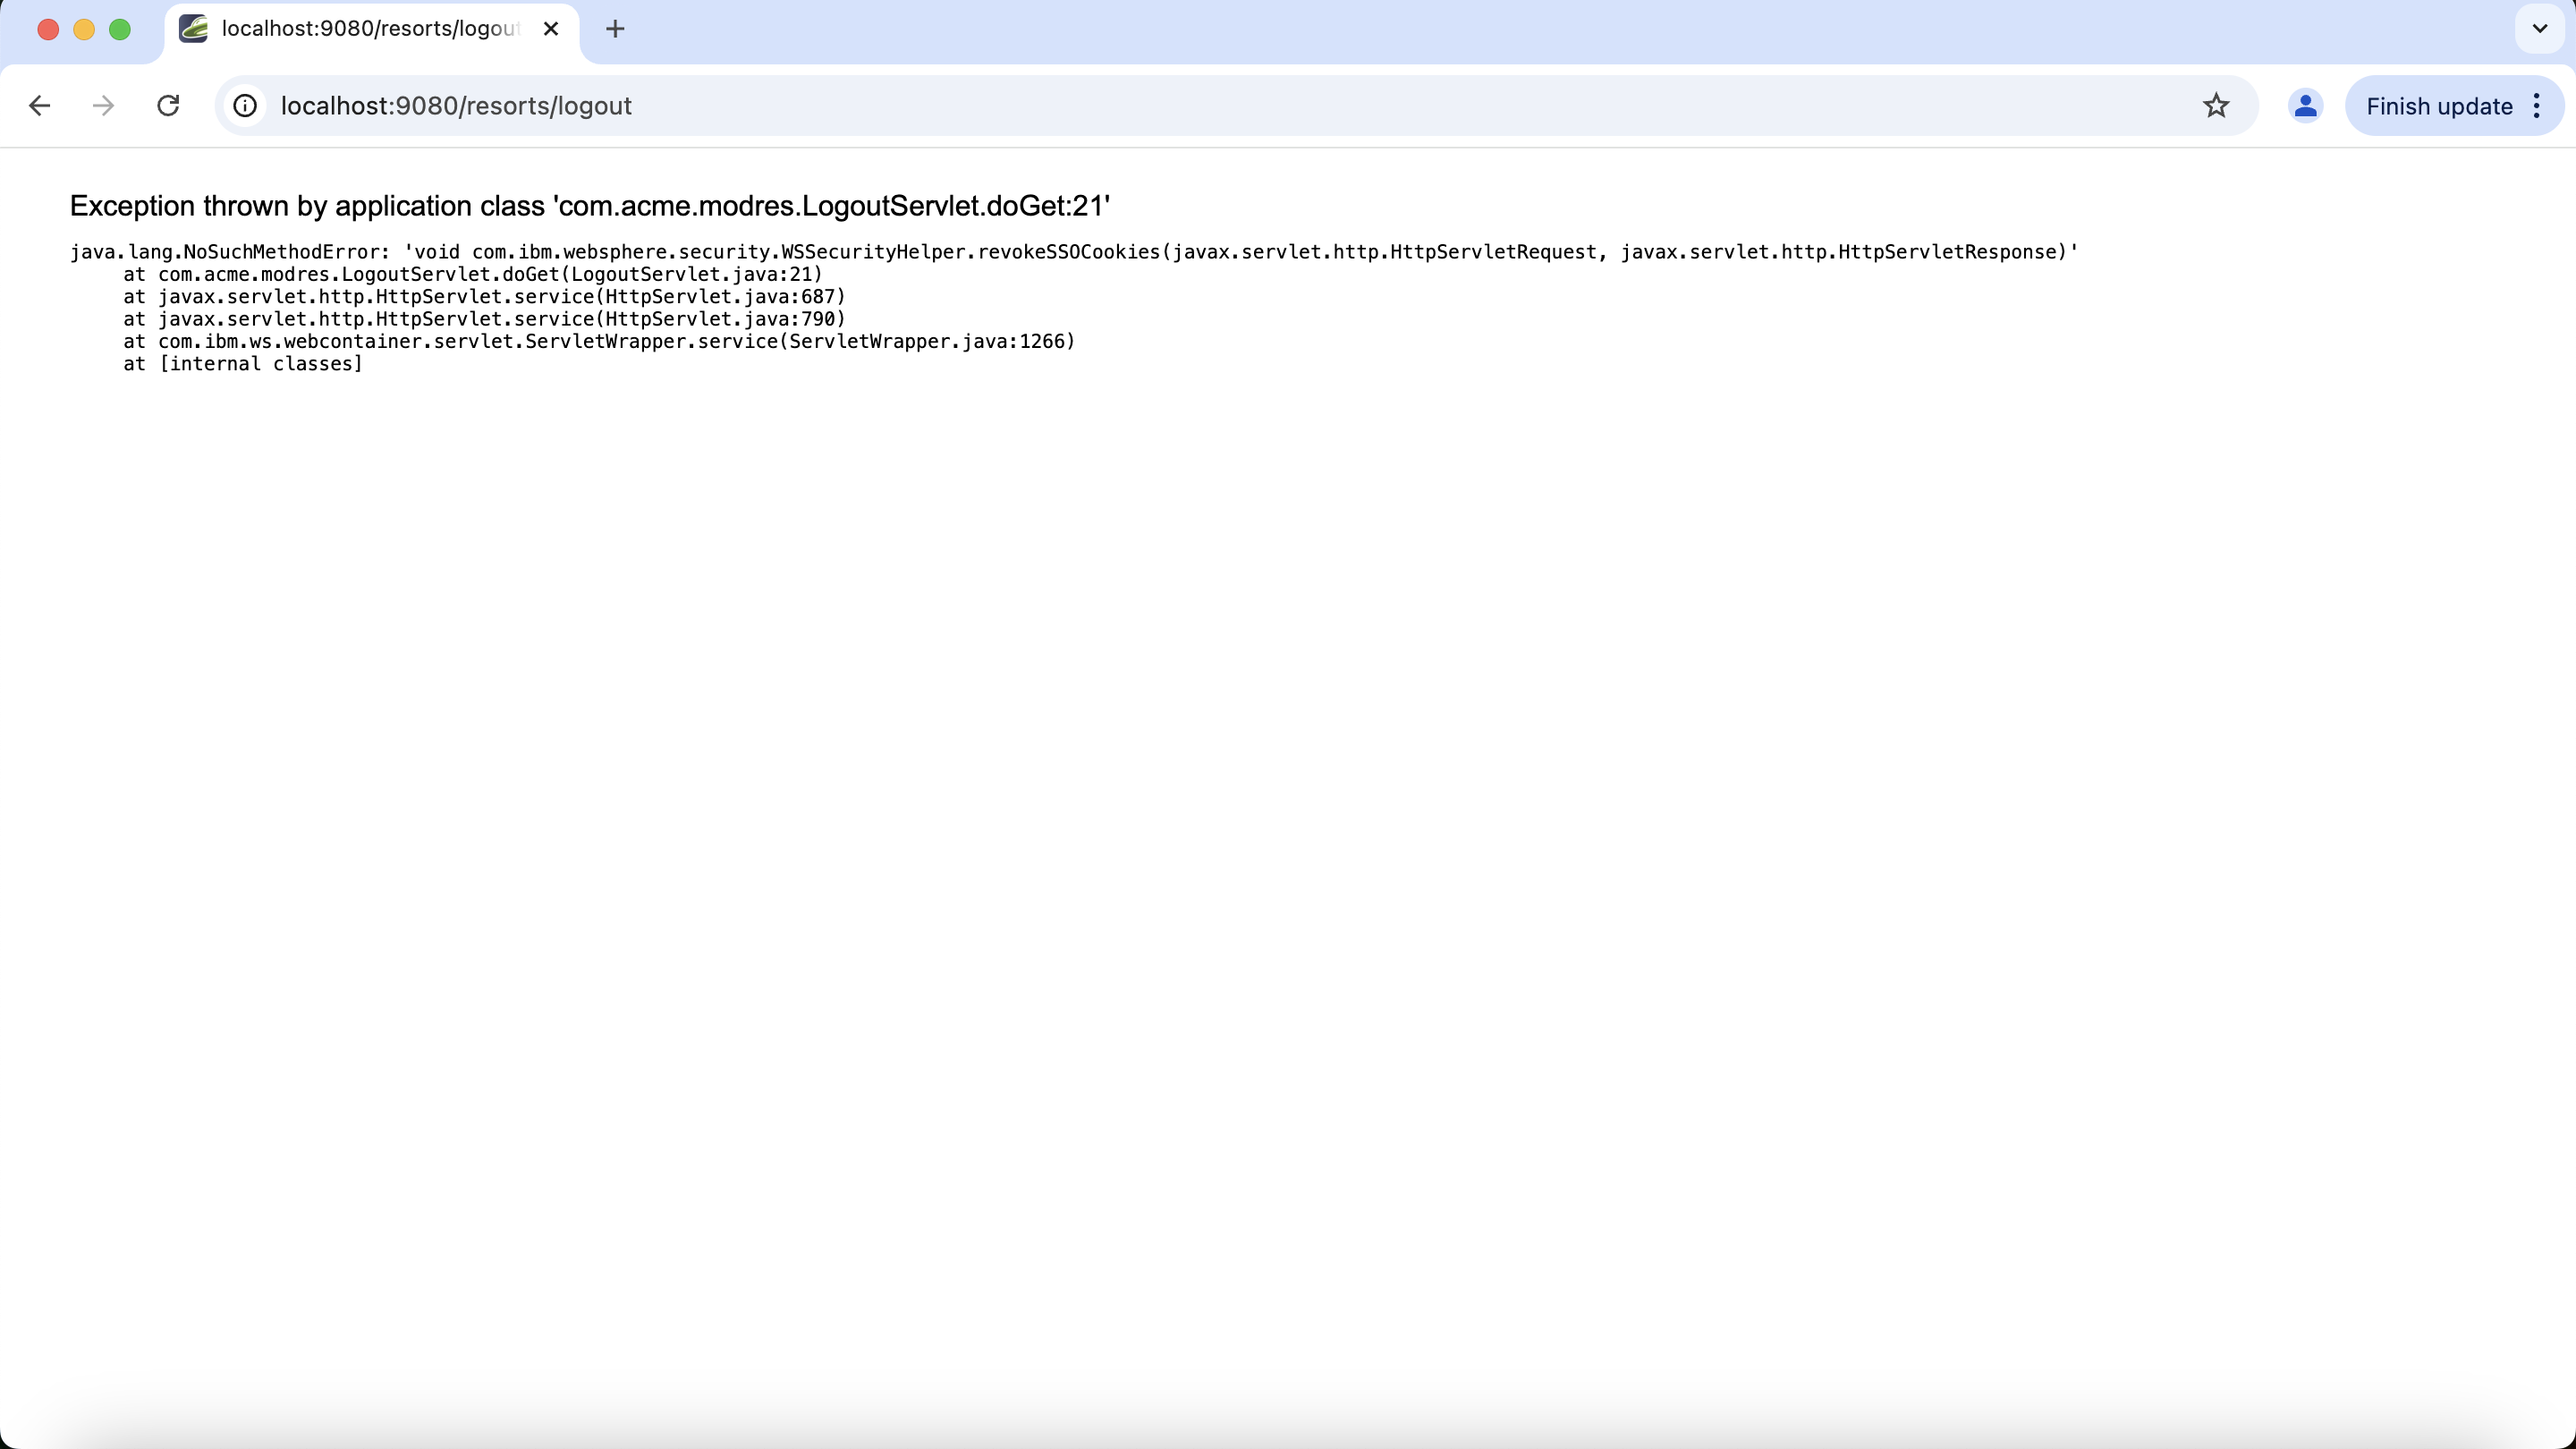 localhost:9080/resorts/logout
localhost:9080/resorts/logout
Finish update
Exception thrown by application class 'com.acme.modres.LogoutServlet.doGet:21'
java.lang.NoSuchMethodError: 'void com.ibm.websphere.security.WSSecurityHelper.revokeSSOCookies(javax.servlet.http.HttpServletRequest, javax.servlet.http.HttpServletResponse)'
at com.acme.modres.LogoutServlet.doGet(LogoutServlet.java:21)
at javax.servlet.http.HttpServlet.service(HttpServlet.java:687)
at javax.servlet.http.HttpServlet.service(HttpServlet.java:790)
at com.ibm.ws.webcontainer.servlet.ServletWrapper.service(ServletWrapper.java:1266)
at [internal classes]